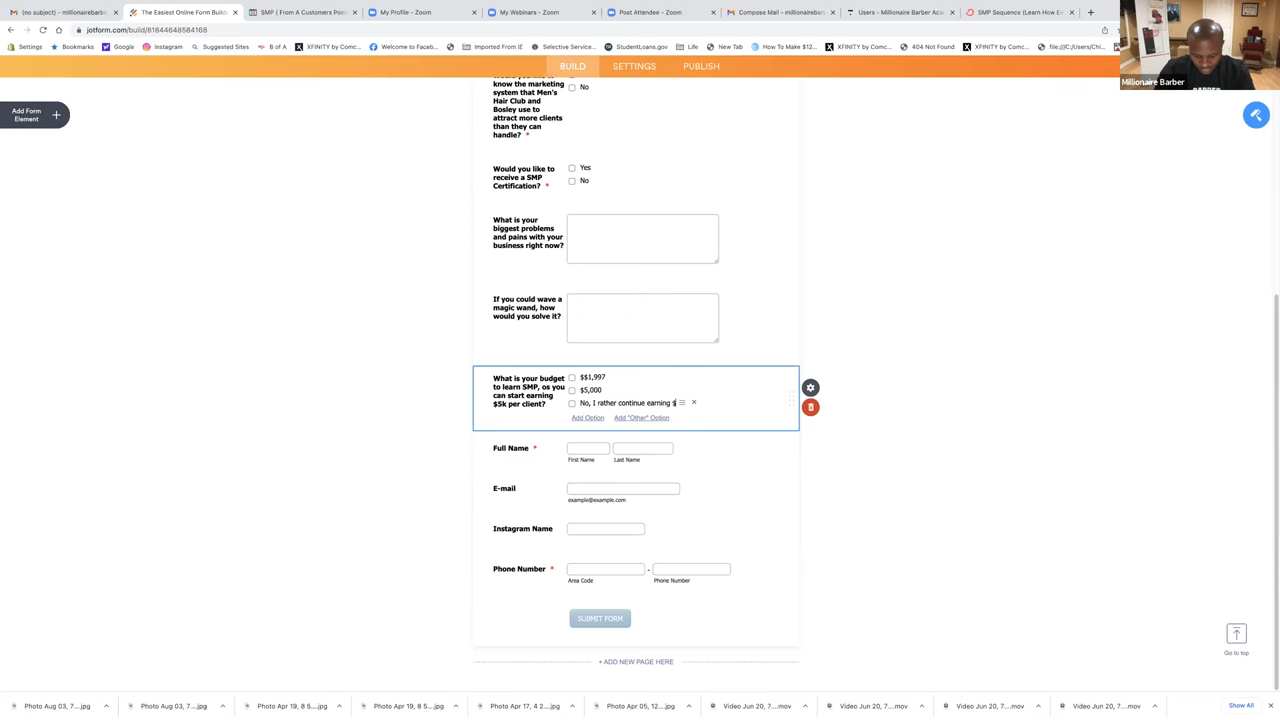 (no subject) - millionairebarbe
The Easiest Online Form Builde
SMP ( From A Customers Point
My Profile - Zoom
My Webinars - Zoom
Post Attendee - Zoom
Compose Mail – millionairebarb
Users - Millionaire Barber Aca
SMP Sequence (Learn How Ev
jotform.com/build/81844648584168
Settings
Bookmarks
Google
Instagram
Suggested Sites
B of A
XFINITY by Comc...
Welcome to Faceb...
Imported From IE
Selective Service...
StudentLoans.gov
Life
New Tab
How To Make $12...
XFINITY by Comc...
404 Not Found
XFINITY by Comc...
file:///C:/Users/Chi...
BUILD
SETTINGS
PUBLISH
Millionaire Barber
Add Form
Element
know the marketing
system that Men's
Hair Club and
Bosley use to
attract more clients
than they can
handle? *
No
Would you like to
receive a SMP
Certification? *
Yes
No
What is your
biggest problems
and pains with your
business right now?
If you could wave a
magic wand, how
would you solve it?
What is your budget
to learn SMP, os you
can start earning
$5k per client?
$$1,997
$5,000
No, I rather continue earning $
Add Option
Add "Other" Option
Full Name *
First Name
Last Name
E-mail
example@example.com
Instagram Name
Phone Number *
-
Area Code
Phone Number
SUBMIT FORM
+ ADD NEW PAGE HERE
Go to top
Photo Aug 03, 7....jpg
Photo Aug 03, 7....jpg
Photo Apr 19, 8 5....jpg
Photo Apr 19, 8 5....jpg
Photo Apr 17, 4 2....jpg
Photo Apr 05, 12....jpg
Video Jun 20, 7....mov
Video Jun 20, 7....mov
Video Jun 20, 7....mov
Video Jun 20, 7....mov
Show All